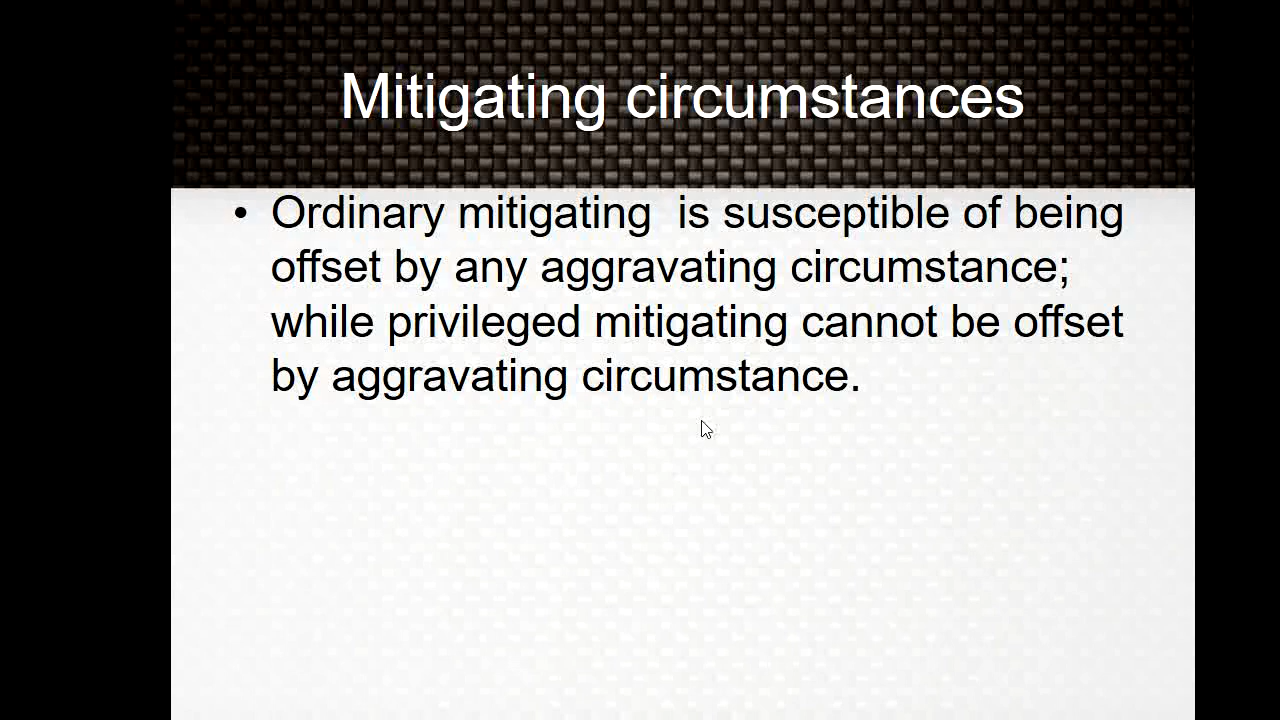 Mitigating circumstances
• Ordinary mitigating  is susceptible of being
offset by any aggravating circumstance;
while privileged mitigating cannot be offset
by aggravating circumstance.